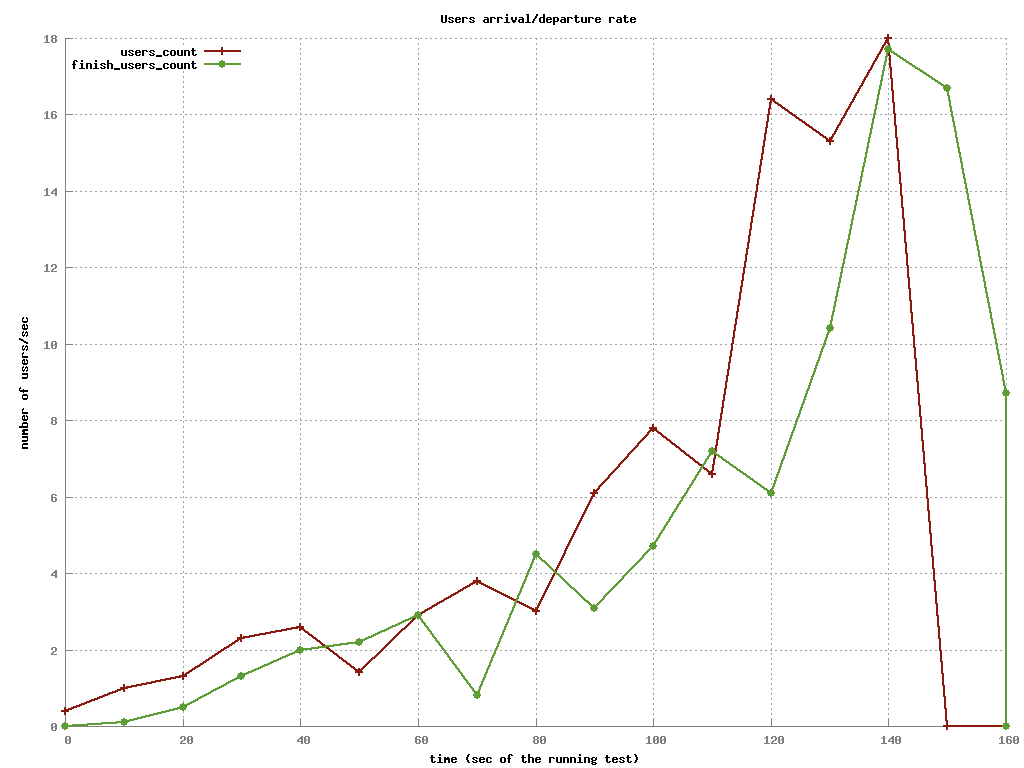 Users arrival/departure rate
users_count
finish_users_count
18
16
14
12
10
8
6
4
2
0
number of users/sec
0 20 40 60 80 100 120 140 160
time (sec of the running test)